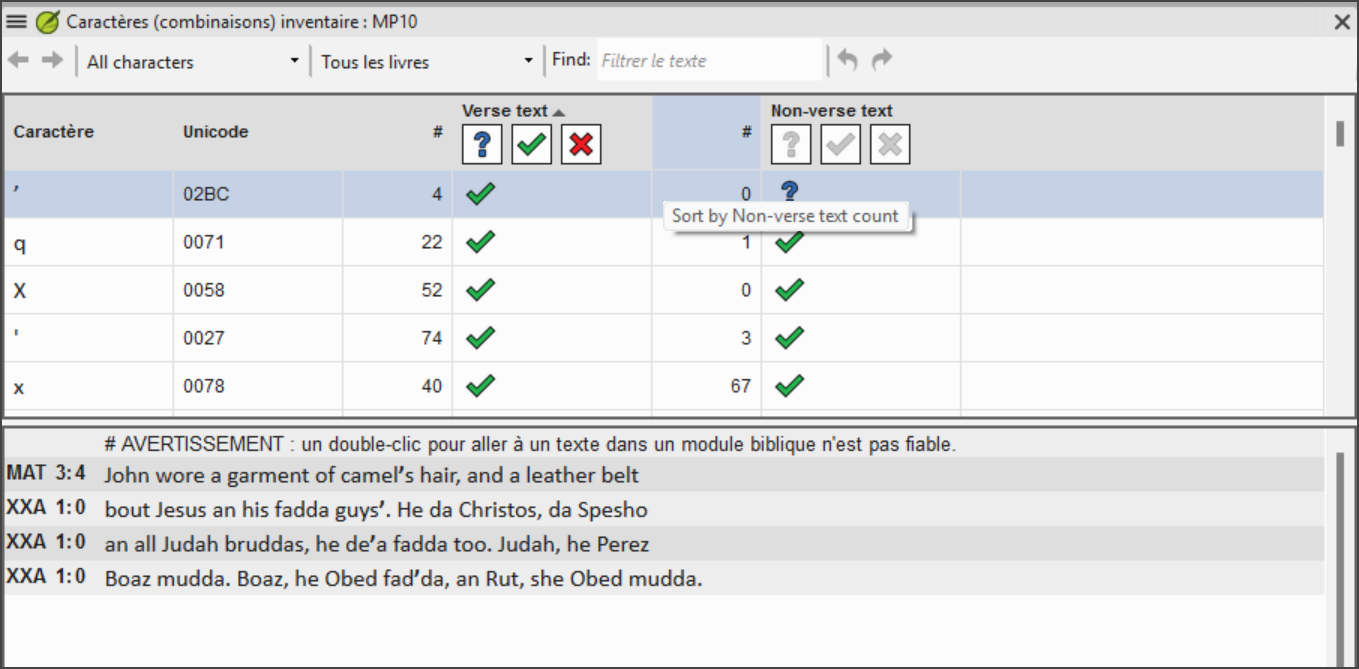 Caractères (combinaisons) inventaire : MP10
All characters Tous les livres Find: Filtrer le texte
Caractère Unicode # Verse text # Non-verse text
ʼ 02BC 4 0
Sort by Non-verse text count
q 0071 22 1
X 0058 52 0
' 0027 74 3
x 0078 40 67
# AVERTISSEMENT : un double-clic pour aller à un texte dans un module biblique n'est pas fiable.
MAT 3:4 John wore a garment of camelʼs hair, and a leather belt
XXA 1:0 bout Jesus an his fadda guysʼ. He da Christos, da Spesho
XXA 1:0 an all Judah bruddas, he deʼa fadda too. Judah, he Perez
XXA 1:0 Boaz mudda. Boaz, he Obed fadʼda, an Rut, she Obed mudda.